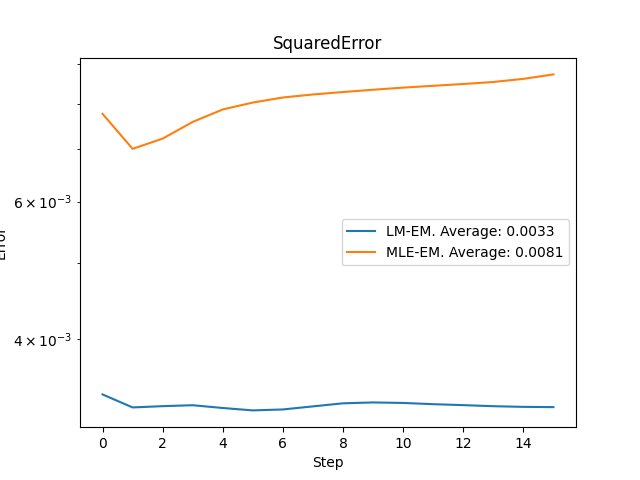 SquaredError
6 × 10⁻³
4 × 10⁻³
Error
LM-EM. Average: 0.0033
MLE-EM. Average: 0.0081
0 2 4 6 8 10 12 14
Step